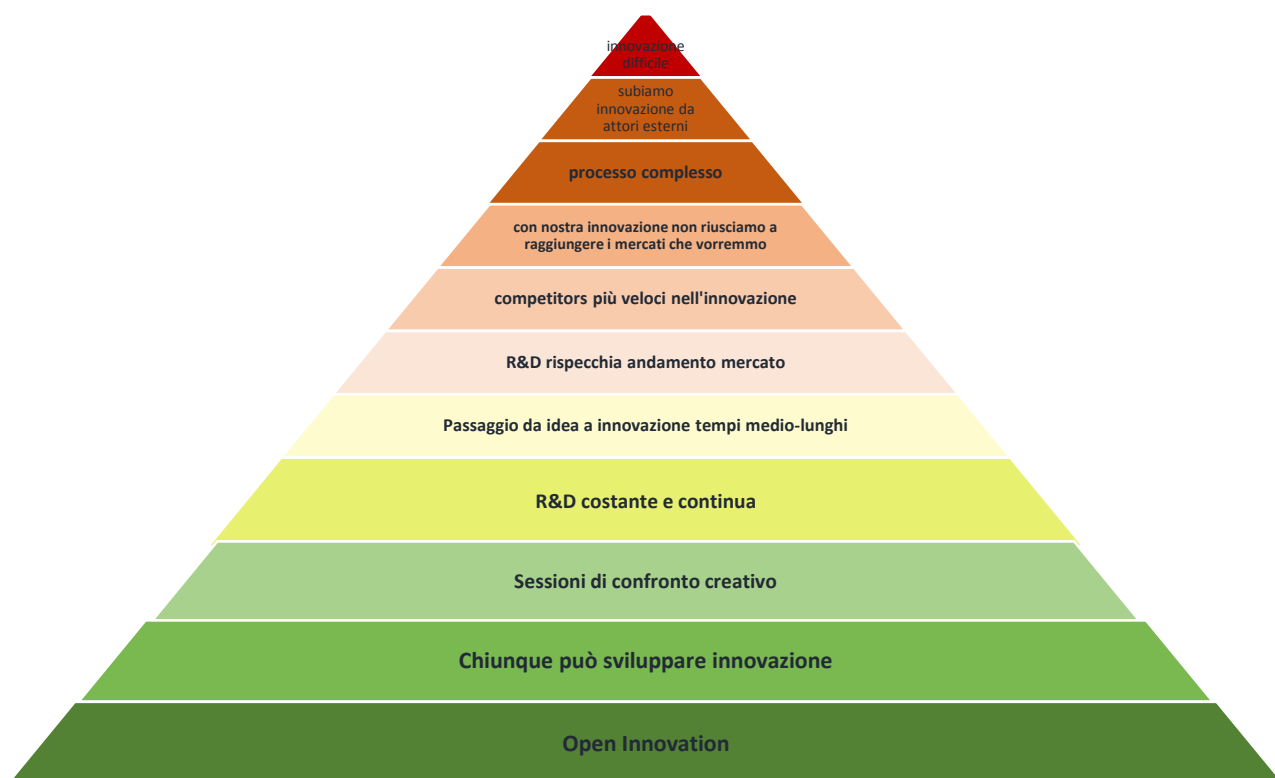 innovazione
difficile
subiamo
innovazione da
attori esterni
processo complesso
con nostra innovazione non riusciamo a
raggiungere i mercati che vorremmo
competitors più veloci nell'innovazione
R&D rispecchia andamento mercato
Passaggio da idea a innovazione tempi medio-lunghi
R&D costante e continua
Sessioni di confronto creativo
Chiunque può sviluppare innovazione
Open Innovation